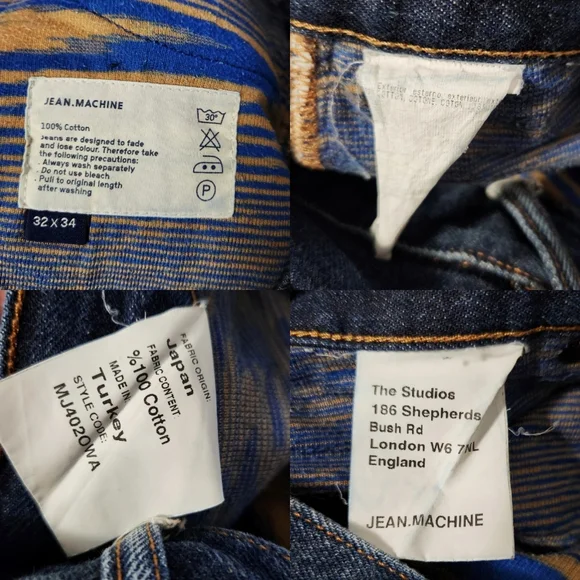 JEAN.MACHINE
100% Cotton
Jeans are designed to fade
and lose colour. Therefore take
the following precautions:
. Always wash separately
. Do not use bleach
. Pull to original length
after washing
30°
P
32 x 34
Exterior
COTTON,
FABRIC ORIGIN:
Japan
FABRIC CONTENT:
%100 Cotton
MADE IN
Turkey
STYLE CODE:
MJ402OWA
The Studios
186 Shepherds
Bush Rd
London W6 7NL
England
JEAN.MACHINE